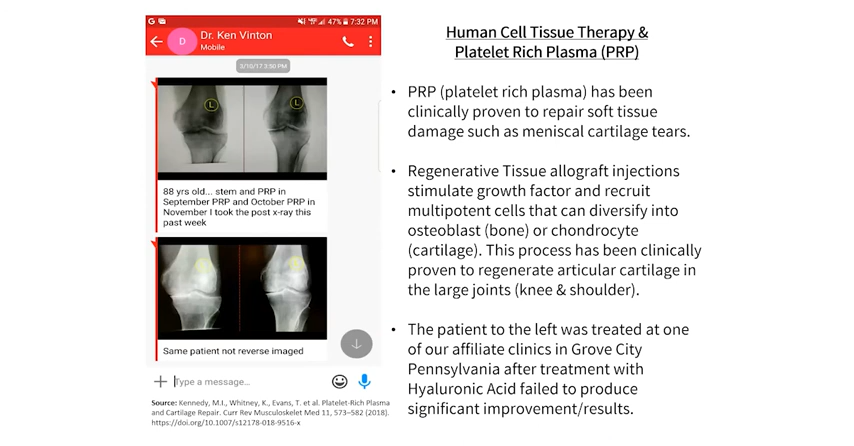 G 47% 7:32 PM
D
Dr. Ken Vinton
Mobile
3/10/17 3:50 PM
L L
88 yrs old... stem and PRP in
September PRP and October PRP in
November I took the post x-ray this
past week
L L
Same patient not reverse imaged
Type a message...
Source: Kennedy, M.I., Whitney, K., Evans, T. et al. Platelet-Rich Plasma
and Cartilage Repair. Curr Rev Musculoskelet Med 11, 573–582 (2018).
https://doi.org/10.1007/s12178-018-9516-x
Human Cell Tissue Therapy &
Platelet Rich Plasma (PRP)
• PRP (platelet rich plasma) has been
clinically proven to repair soft tissue
damage such as meniscal cartilage tears.
• Regenerative Tissue allograft injections
stimulate growth factor and recruit
multipotent cells that can diversify into
osteoblast (bone) or chondrocyte
(cartilage). This process has been clinically
proven to regenerate articular cartilage in
the large joints (knee & shoulder).
• The patient to the left was treated at one
of our affiliate clinics in Grove City
Pennsylvania after treatment with
Hyaluronic Acid failed to produce
significant improvement/results.